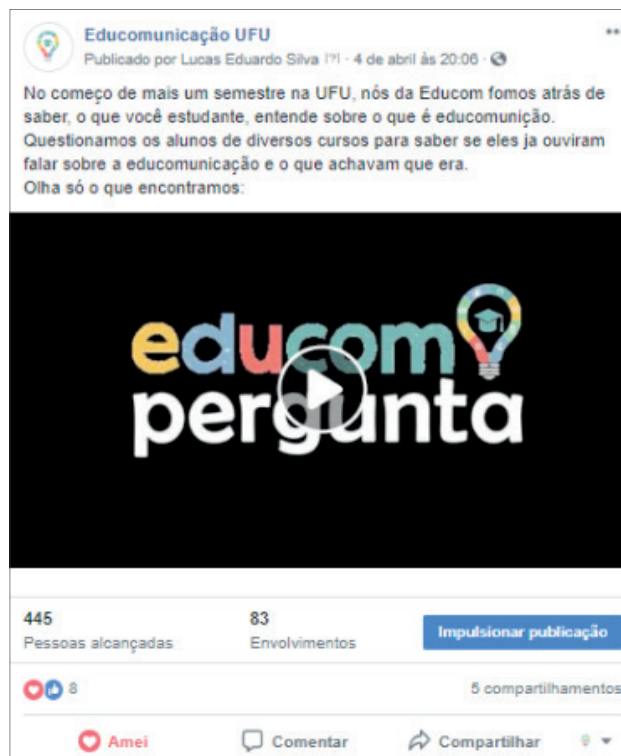 Educomunicação UFU
Publicado por Lucas Eduardo Silva [?] · 4 de abril às 20:06 ·
No começo de mais um semestre na UFU, nós da Educom fomos atrás de
saber, o que você estudante, entende sobre o que é educomunição.
Questionamos os alunos de diversos cursos para saber se eles ja ouviram
falar sobre a educomunicação e o que achavam que era.
Olha só o que encontramos:
educom
pergunta
445
Pessoas alcançadas
83
Envolvimentos
Impulsionar publicação
8
5 compartilhamentos
Amei
Comentar
Compartilhar